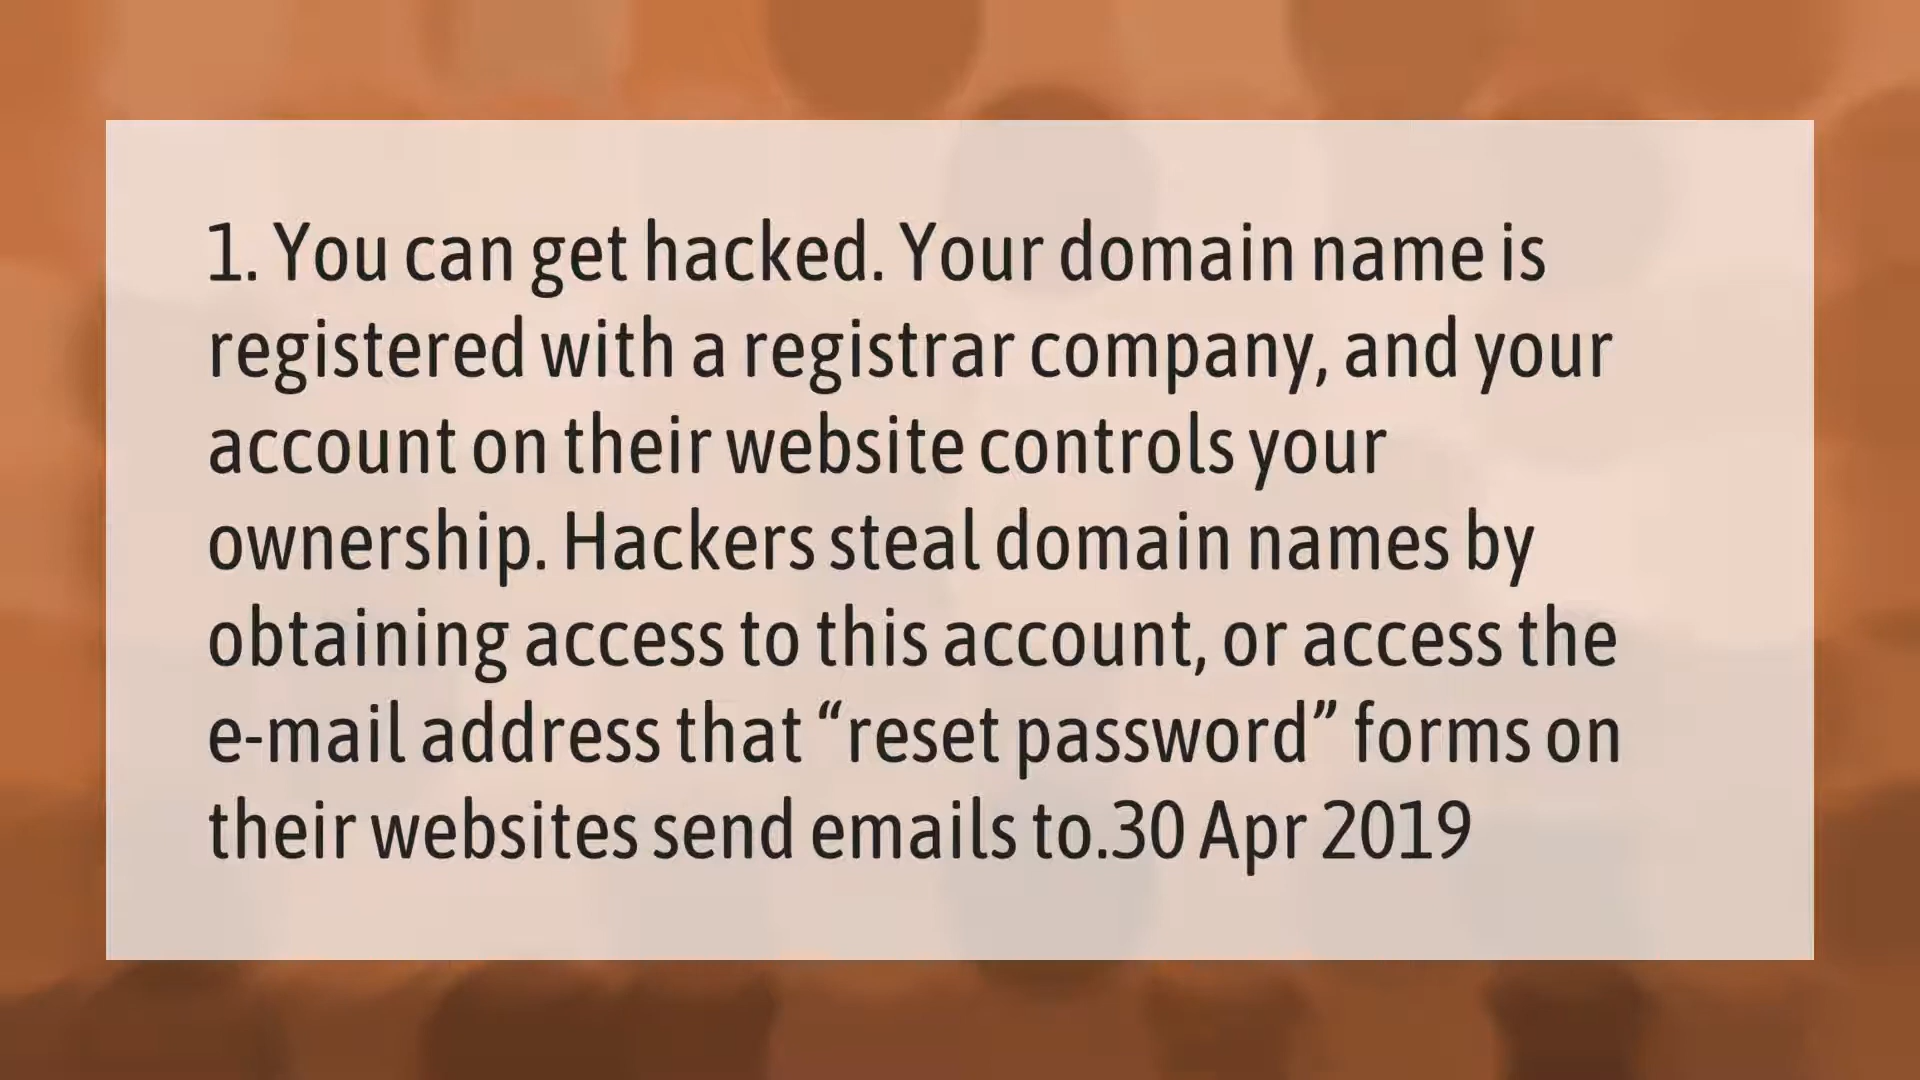 1. You can get hacked. Your domain name is
registered with a registrar company, and your
account on their website controls your
ownership. Hackers steal domain names by
obtaining access to this account, or access the
e-mail address that “reset password” forms on
their websites send emails to.30 Apr 2019